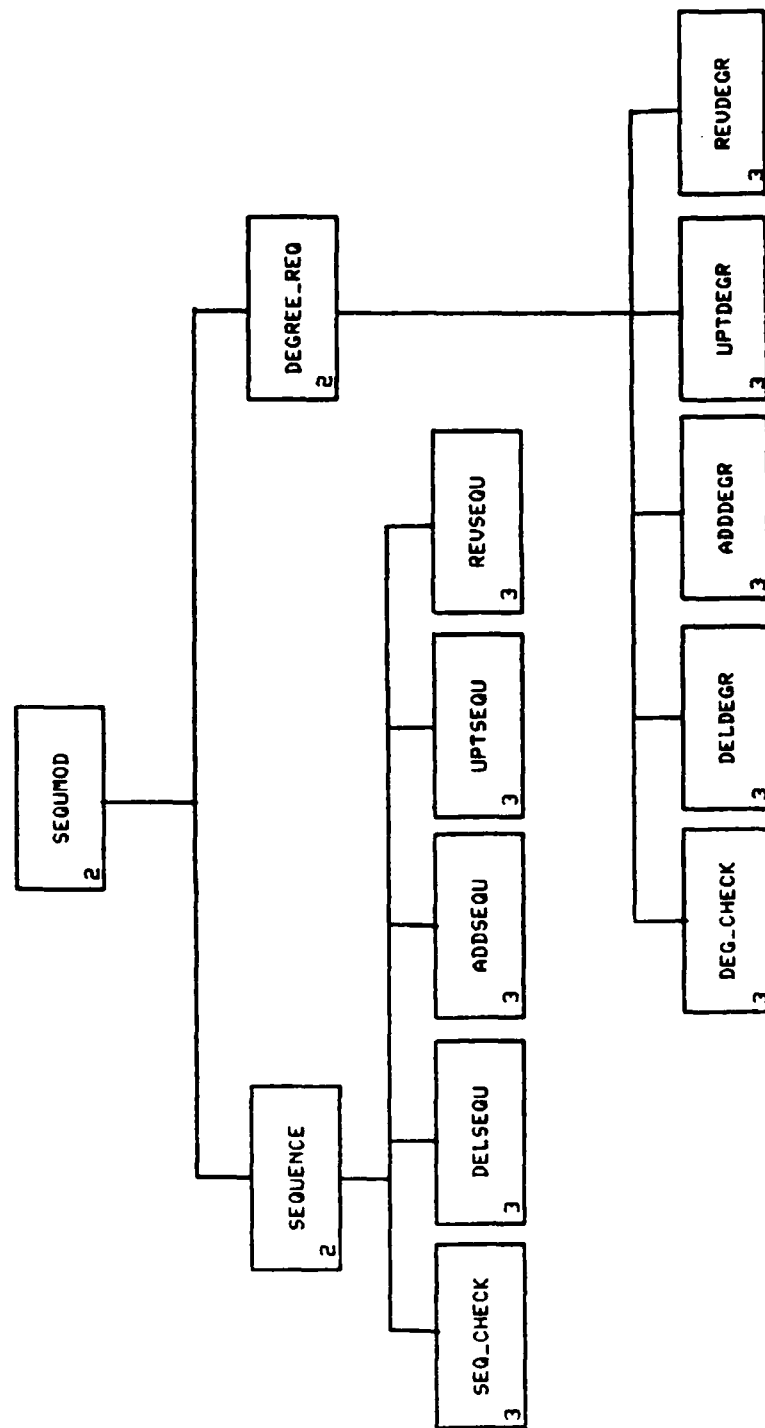 SEQUMOD
2
SEQUENCE
2
DEGREE_REQ
2
SEQ_CHECK
3
DELSEQU
3
ADDSEQU
3
UPTSEQU
3
REVSEQU
3
DEG_CHECK
3
DELDEGR
3
ADDDEGR
3
UPTDEGR
3
REVDEGR
3